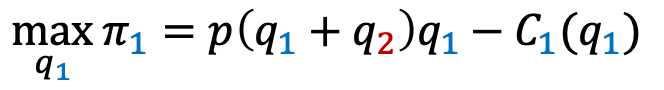 max π₁ = p(q₁ + q₂)q₁ − C₁(q₁)
q₁